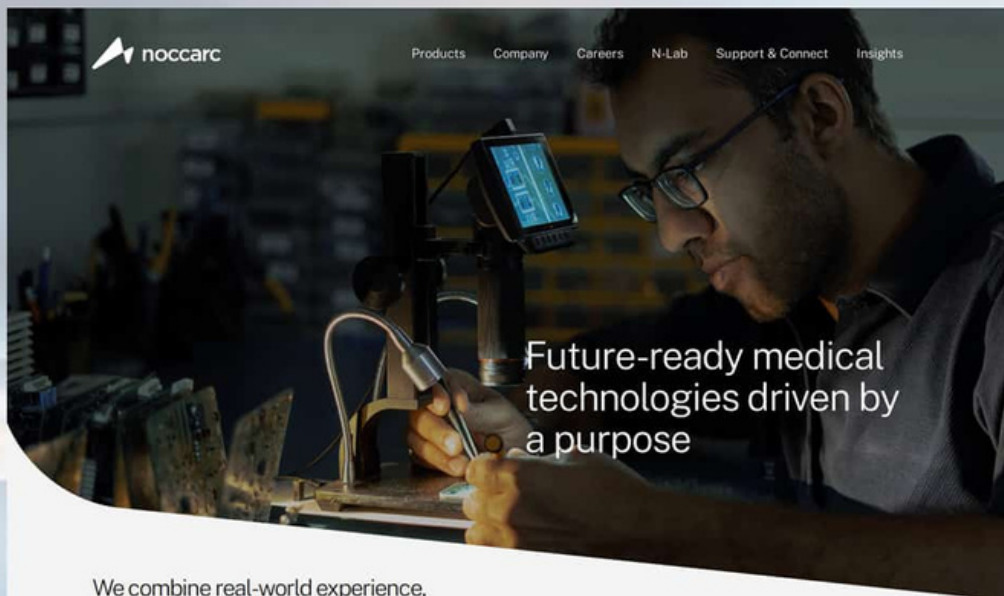 noccarc
Products Company Careers N-Lab Support & Connect Insights
Future-ready medical
technologies driven by
a purpose
We combine real-world experience,